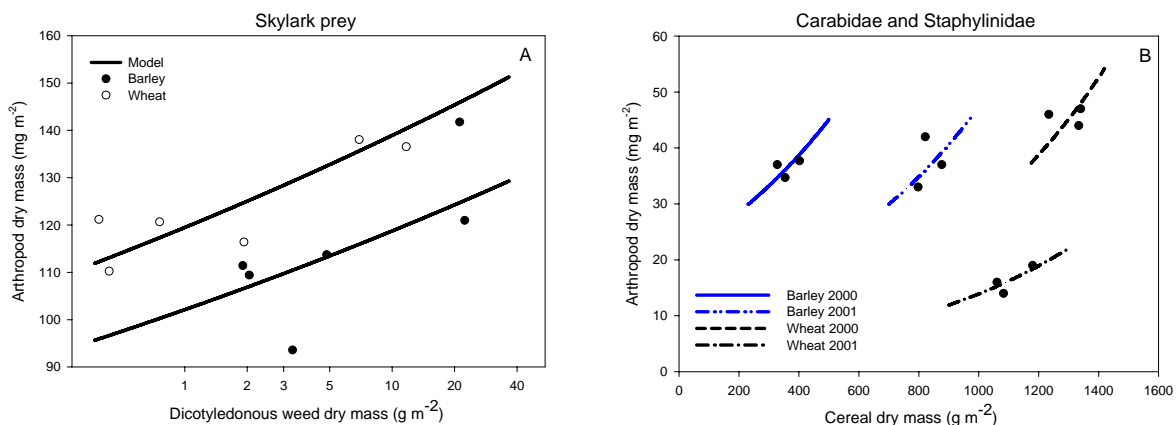 Skylark prey
A
Model
Barley
Wheat
160
150
140
130
120
110
100
90
Arthropod dry mass (mg m-2)
1 2 3 5 10 20 40
Dicotyledonous weed dry mass (g m-2)
Carabidae and Staphylinidae
B
60
50
40
30
20
10
0
Arthropod dry mass (mg m-2)
Barley 2000
Barley 2001
Wheat 2000
Wheat 2001
0 200 400 600 800 1000 1200 1400 1600
Cereal dry mass (g m-2)